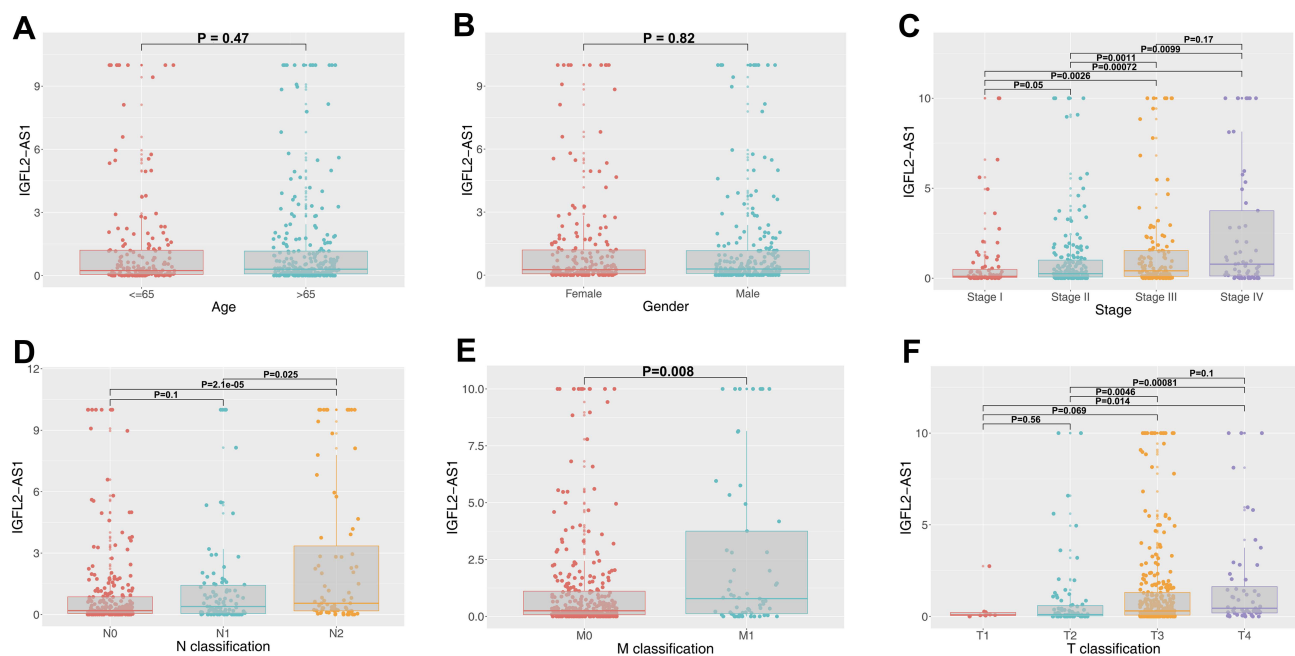 A
P = 0.47
9
6
3
0
IGFL2-AS1
<=65
>65
Age
B
P = 0.82
9
6
3
0
IGFL2-AS1
Female
Male
Gender
C
P=0.17
P=0.0099
P=0.0011
P=0.00072
P=0.0026
P=0.05
10
5
0
IGFL2-AS1
Stage I
Stage II
Stage III
Stage IV
Stage
D
12
P=0.025
P=2.1e-05
P=0.1
9
6
3
0
IGFL2-AS1
N0
N1
N2
N classification
E
P=0.008
10.0
7.5
5.0
2.5
0.0
IGFL2-AS1
M0
M1
M classification
F
P=0.1
P=0.00081
P=0.0046
P=0.014
P=0.069
P=0.56
10
5
0
IGFL2-AS1
T1
T2
T3
T4
T classification